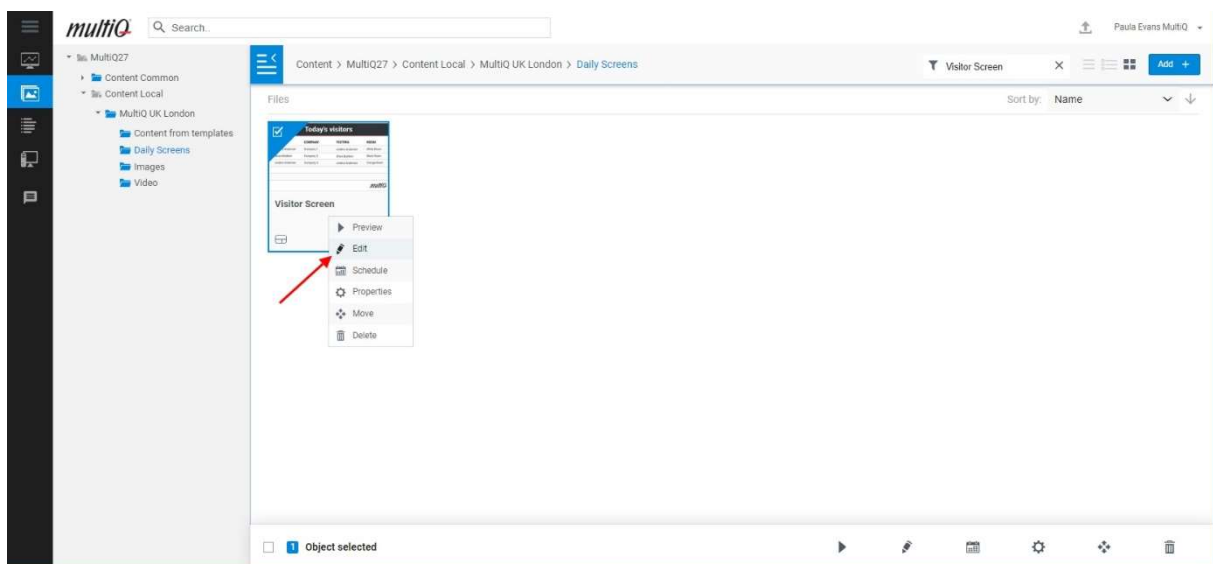 multiQ
Search..
Paula Evans MultiQ
MultiQ27
Content Common
Content Local
MultiQ UK London
Content from templates
Daily Screens
Images
Video
Content > MultiQ27 > Content Local > MultiQ UK London > Daily Screens
Visitor Screen
Add +
Files
Sort by: Name
Today's visitors
COMPANY
multiQ
Visitor Screen
Preview
Edit
Schedule
Properties
Move
Delete
1 Object selected